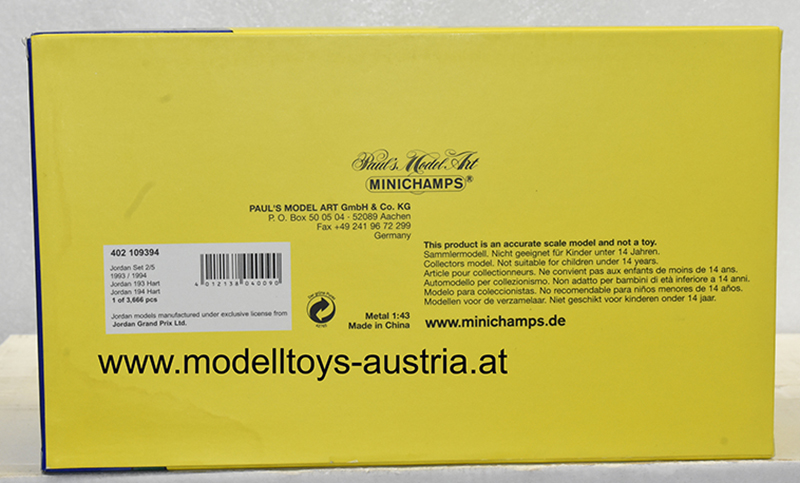 Paul's Model Art
MINICHAMPS®
PAUL'S MODEL ART GmbH & Co. KG
P. O. Box 50 05 04 · 52089 Aachen
Fax +49 241 96 72 299
Germany
402 109394
Jordan Set 2/5
1993 / 1994
Jordan 193 Hart
Jordan 194 Hart
1 of 3,666 pcs
4 012138 040090
Jordan models manufactured under exclusive license from
Jordan Grand Prix Ltd.
Metal 1:43
Made in China
This product is an accurate scale model and not a toy.
Sammlermodell. Nicht geeignet für Kinder unter 14 Jahren.
Collectors model. Not suitable for children under 14 years.
Article pour collectionneurs. Ne convient pas aux enfants de moins de 14 ans.
Automodello per collezionismo. Non adatto per bambini di età inferiore a 14 anni.
Modelo para coleccionistas. No recomendable para niños menores de 14 años.
Modellen voor de verzamelaar. Niet geschikt voor kinderen onder 14 jaar.
www.minichamps.de
www.modelltoys-austria.at